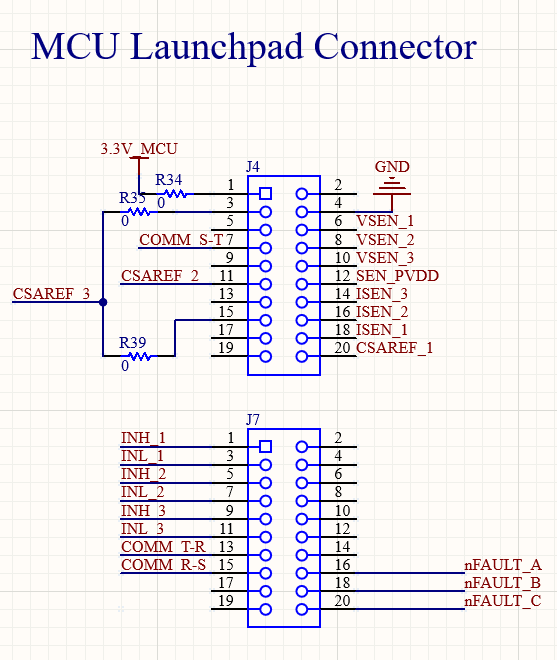 MCU Launchpad Connector
3.3V_MCU
J4
GND
R34
0
R35
0
1 2
3 4
5 6 VSEN_1
COMM_S-T 7 8 VSEN_2
9 10 VSEN_3
CSAREF_2 11 12 SEN_PVDD
CSAREF_3 13 14 ISEN_3
15 16 ISEN_2
17 18 ISEN_1
R39
0
19 20 CSAREF_1
J7
INH_1 1 2
INL_1 3 4
INH_2 5 6
INL_2 7 8
INH_3 9 10
INL_3 11 12
COMM_T-R 13 14
COMM_R-S 15 16 nFAULT_A
17 18 nFAULT_B
19 20 nFAULT_C